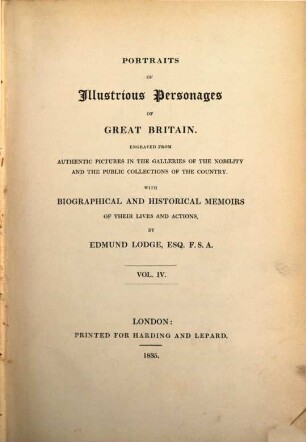 PORTRAITS
OF
Illustrious Personages
OF
GREAT BRITAIN.
ENGRAVED FROM
AUTHENTIC PICTURES IN THE GALLERIES OF THE NOBILITY
AND THE PUBLIC COLLECTIONS OF THE COUNTRY.
WITH
BIOGRAPHICAL AND HISTORICAL MEMOIRS
OF THEIR LIVES AND ACTIONS,
BY
EDMUND LODGE, ESQ. F. S. A.
VOL. IV.
LONDON:
PRINTED FOR HARDING AND LEPARD.
1835.